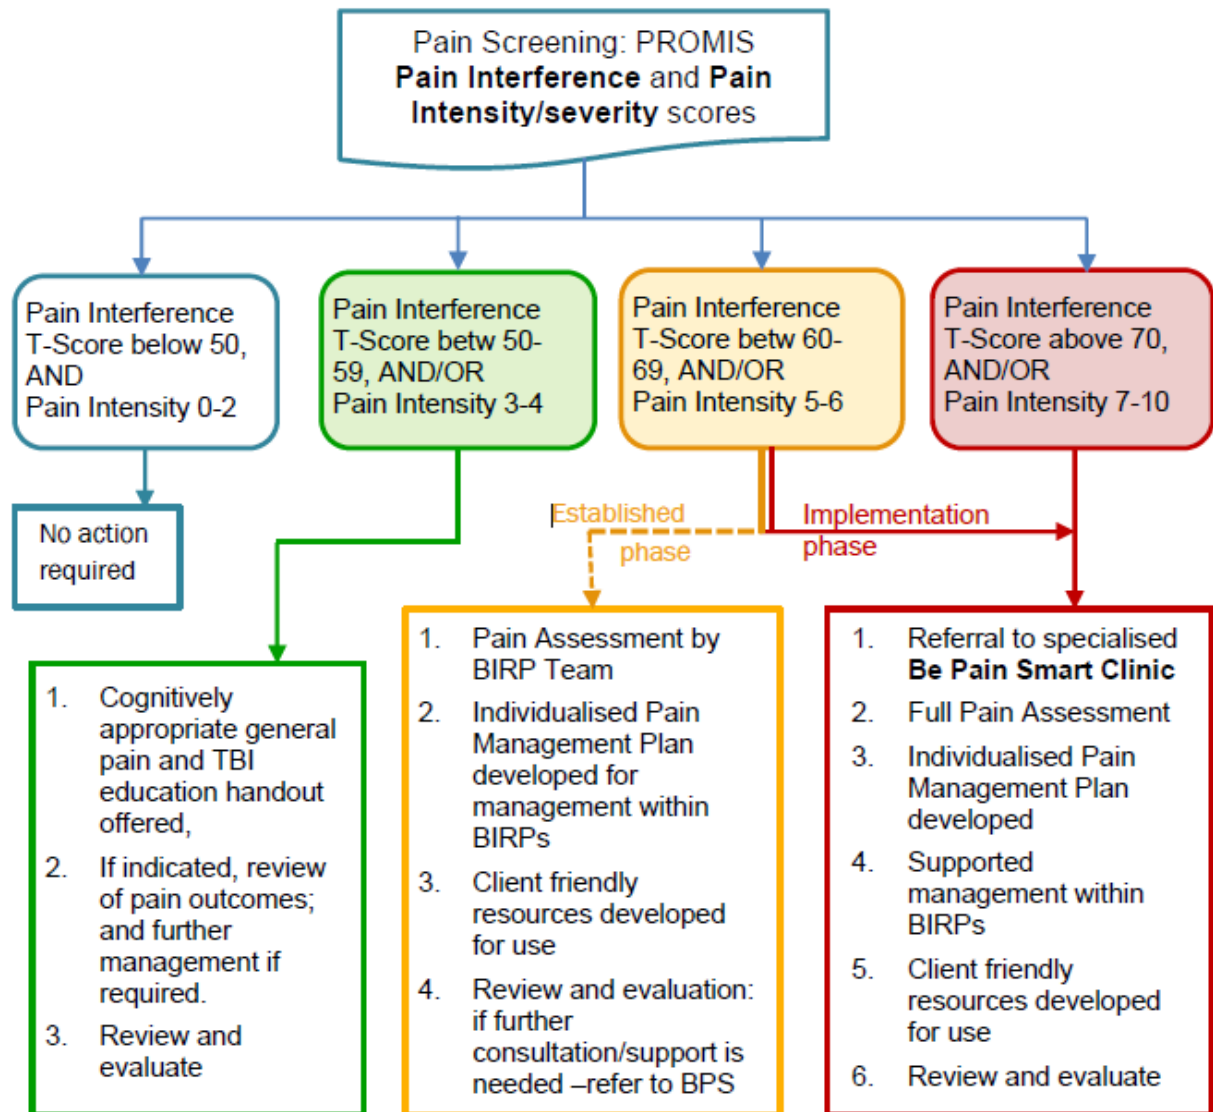 Pain Screening: PROMIS
Pain Interference and Pain
Intensity/severity scores
Pain Interference
T-Score below 50,
AND
Pain Intensity 0-2
Pain Interference
T-Score betw 50-
59, AND/OR
Pain Intensity 3-4
Pain Interference
T-Score betw 60-
69, AND/OR
Pain Intensity 5-6
Pain Interference
T-Score above 70,
AND/OR
Pain Intensity 7-10
No action
required
Established
phase
Implementation
phase
1. Cognitively
appropriate general
pain and TBI
education handout
offered,
2. If indicated, review
of pain outcomes;
and further
management if
required.
3. Review and
evaluate
1. Pain Assessment by
BIRP Team
2. Individualised Pain
Management Plan
developed for
management within
BIRPs
3. Client friendly
resources developed
for use
4. Review and evaluation:
if further
consultation/support is
needed –refer to BPS
1. Referral to specialised
Be Pain Smart Clinic
2. Full Pain Assessment
3. Individualised Pain
Management Plan
developed
4. Supported
management within
BIRPs
5. Client friendly
resources developed
for use
6. Review and evaluate